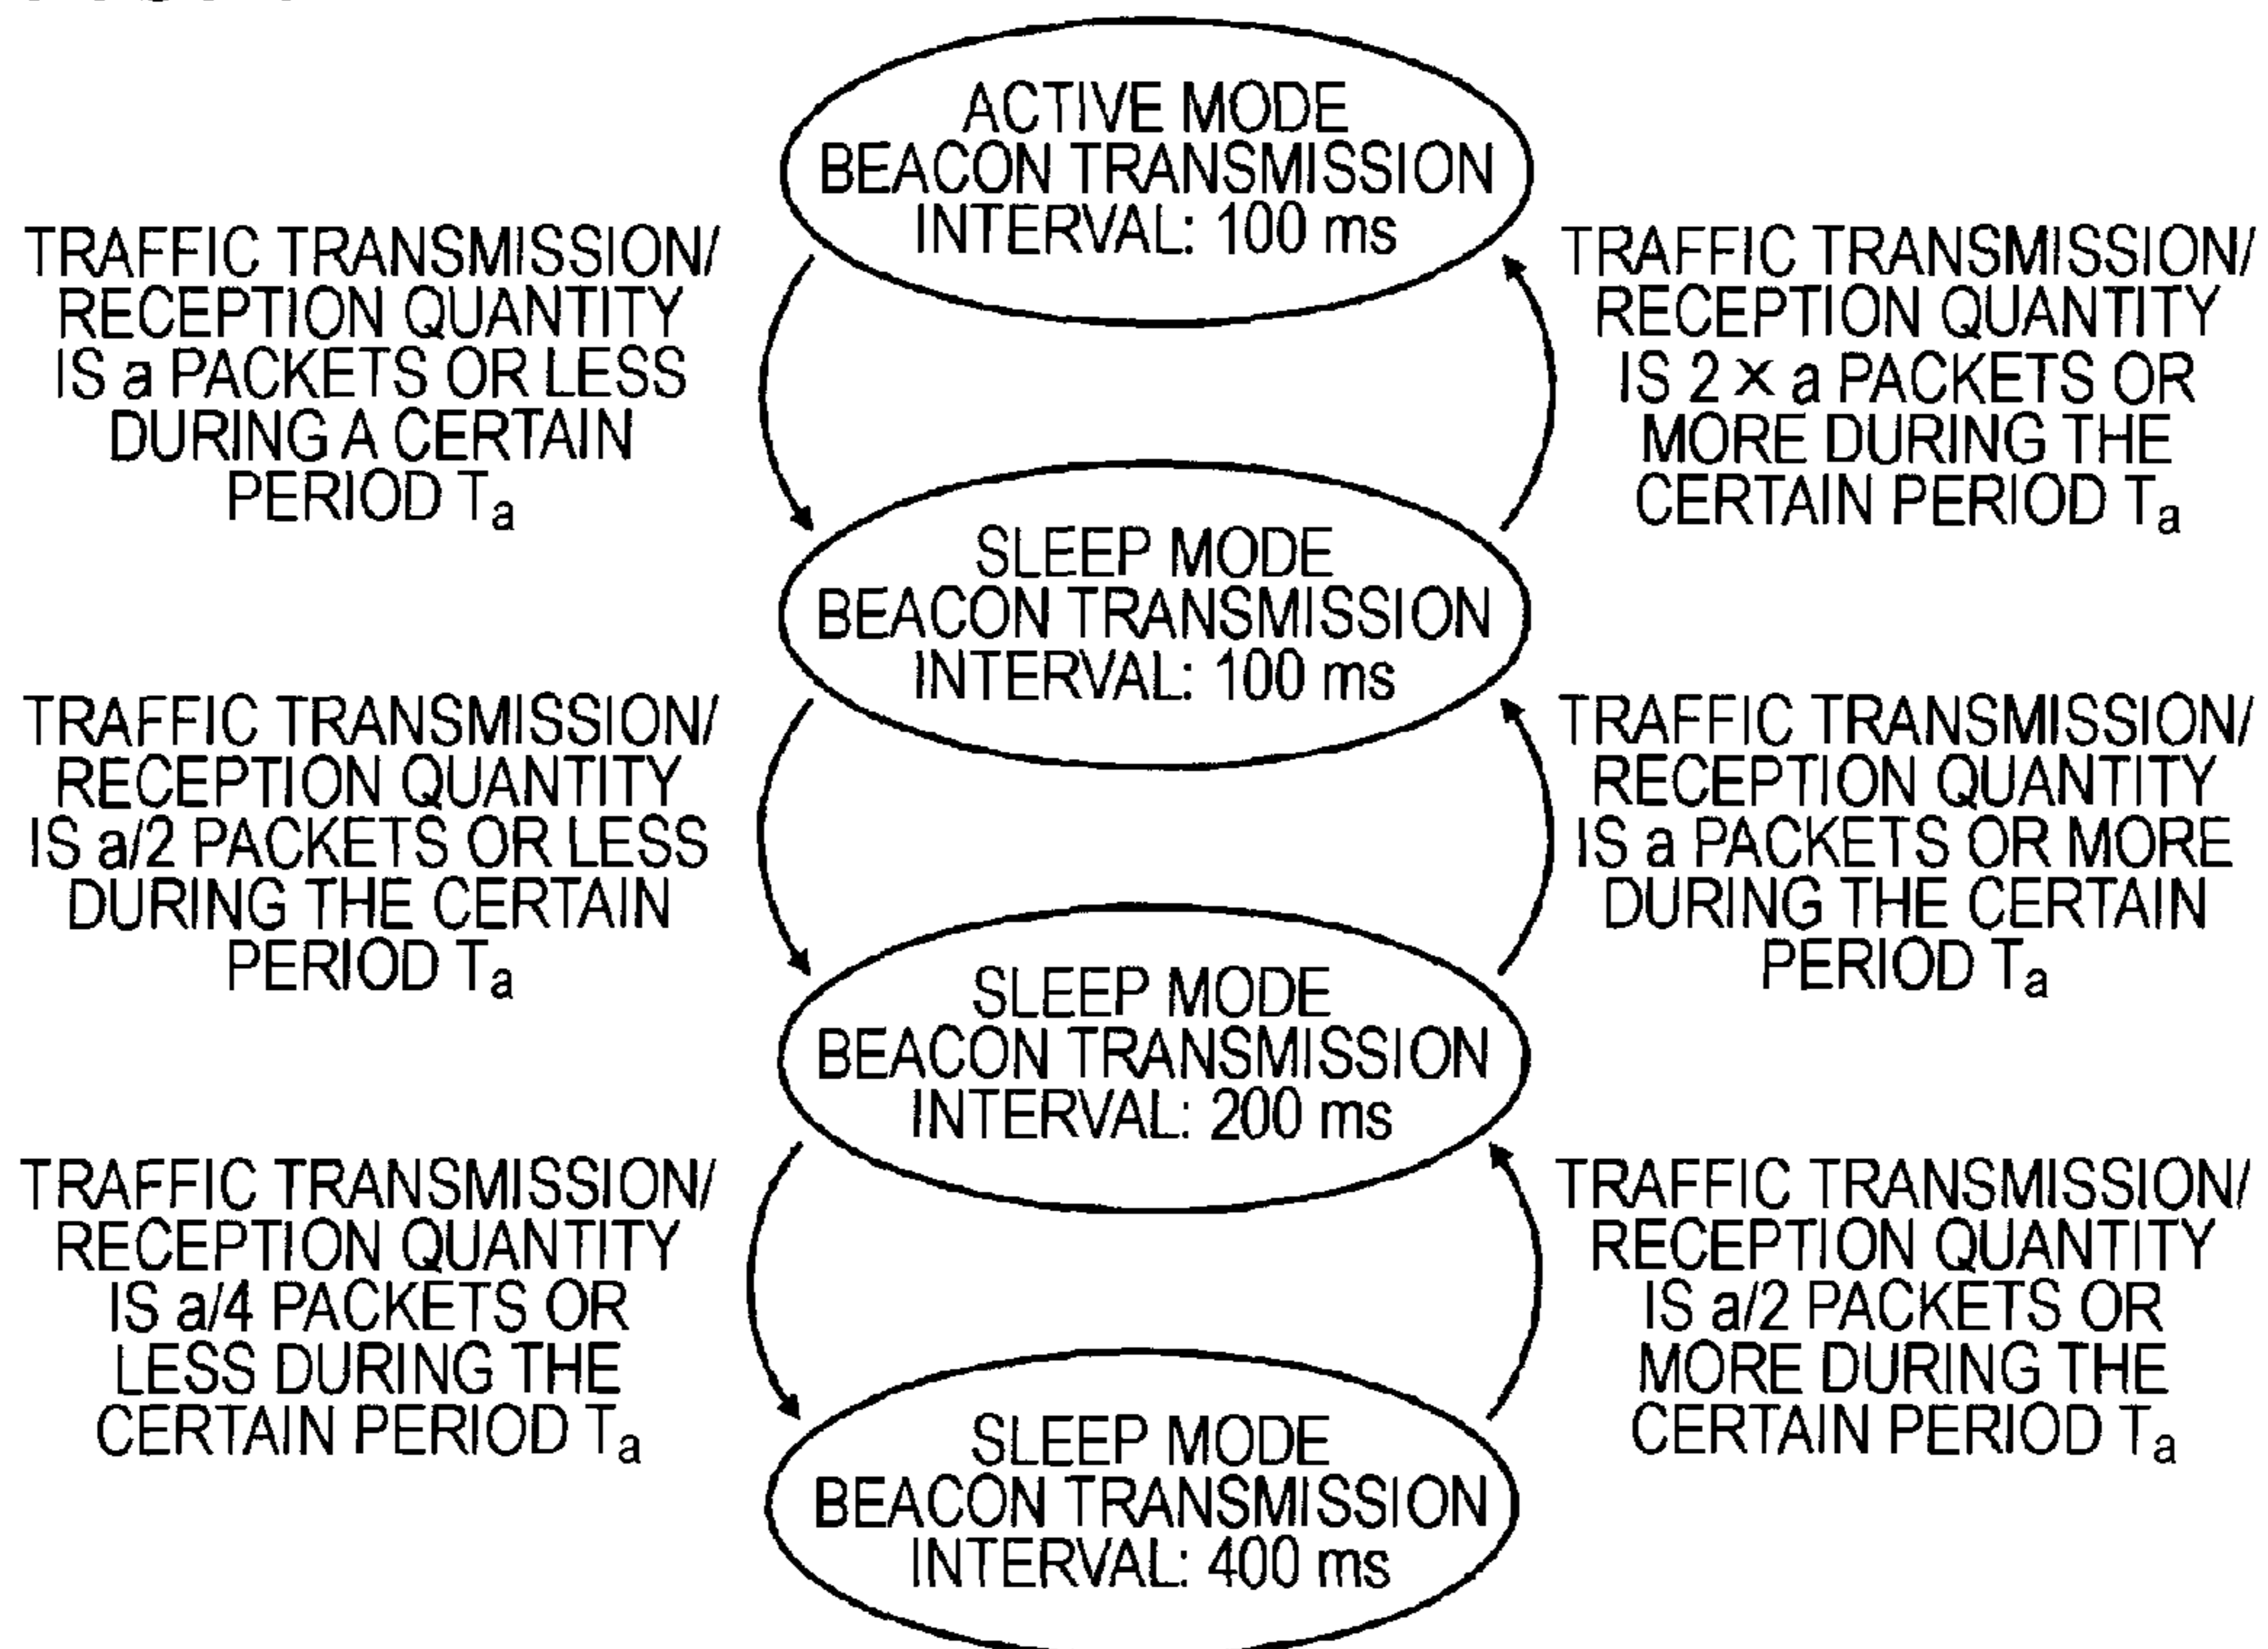 ACTIVE MODE
BEACON TRANSMISSION
INTERVAL: 100 ms
TRAFFIC TRANSMISSION/
RECEPTION QUANTITY
IS a PACKETS OR LESS
DURING A CERTAIN
PERIOD Ta
TRAFFIC TRANSMISSION/
RECEPTION QUANTITY
IS 2 × a PACKETS OR
MORE DURING THE
CERTAIN PERIOD Ta
SLEEP MODE
BEACON TRANSMISSION
INTERVAL: 100 ms
TRAFFIC TRANSMISSION/
RECEPTION QUANTITY
IS a/2 PACKETS OR LESS
DURING THE CERTAIN
PERIOD Ta
TRAFFIC TRANSMISSION/
RECEPTION QUANTITY
IS a PACKETS OR MORE
DURING THE CERTAIN
PERIOD Ta
SLEEP MODE
BEACON TRANSMISSION
INTERVAL: 200 ms
TRAFFIC TRANSMISSION/
RECEPTION QUANTITY
IS a/4 PACKETS OR
LESS DURING THE
CERTAIN PERIOD Ta
TRAFFIC TRANSMISSION/
RECEPTION QUANTITY
IS a/2 PACKETS OR
MORE DURING THE
CERTAIN PERIOD Ta
SLEEP MODE
BEACON TRANSMISSION
INTERVAL: 400 ms